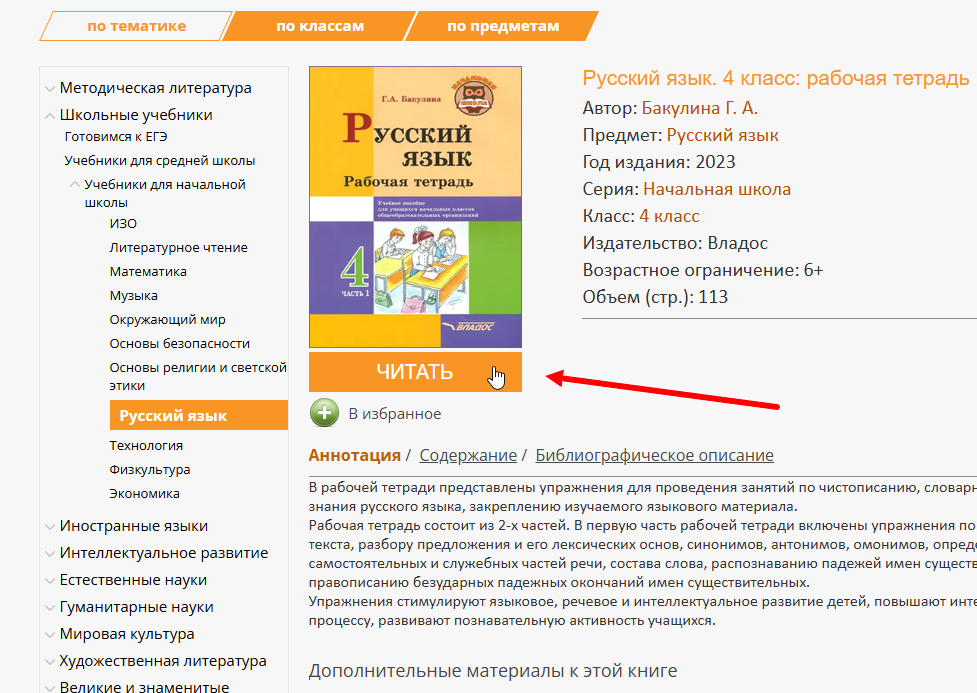 по тематике
по классам
по предметам
Методическая литература
Школьные учебники
Готовимся к ЕГЭ
Учебники для средней школы
Учебники для начальной
школы
ИЗО
Литературное чтение
Математика
Музыка
Окружающий мир
Основы безопасности
Основы религии и светской
этики
Русский язык
Технология
Физкультура
Экономика
Иностранные языки
Интеллектуальное развитие
Естественные науки
Гуманитарные науки
Мировая культура
Художественная литература
Великие и знаменитые
НАЧАЛЬНАЯ
ШКОЛА
Г.А. Бакулина
Русский
язык
Рабочая тетрадь
Учебное пособие
для учащихся начальных классов
общеобразовательных организаций
4
ЧАСТЬ 1
ВЛАДОС
ЧИТАТЬ
В избранное
Русский язык. 4 класс: рабочая тетрадь
Автор: Бакулина Г. А.
Предмет: Русский язык
Год издания: 2023
Серия: Начальная школа
Класс: 4 класс
Издательство: Владос
Возрастное ограничение: 6+
Объем (стр.): 113
Аннотация / Содержание / Библиографическое описание
В рабочей тетради представлены упражнения для проведения занятий по чистописанию, словарн
знания русского языка, закреплению изучаемого языкового материала.
Рабочая тетрадь состоит из 2-х частей. В первую часть рабочей тетради включены упражнения по
текста, разбору предложения и его лексических основ, синонимов, антонимов, омонимов, опреде
самостоятельных и служебных частей речи, состава слова, распознаванию падежей имен существ
правописанию безударных падежных окончаний имен существительных.
Упражнения стимулируют языковое, речевое и интеллектуальное развитие детей, повышают инте
процессу, развивают познавательную активность учащихся.
Дополнительные материалы к этой книге